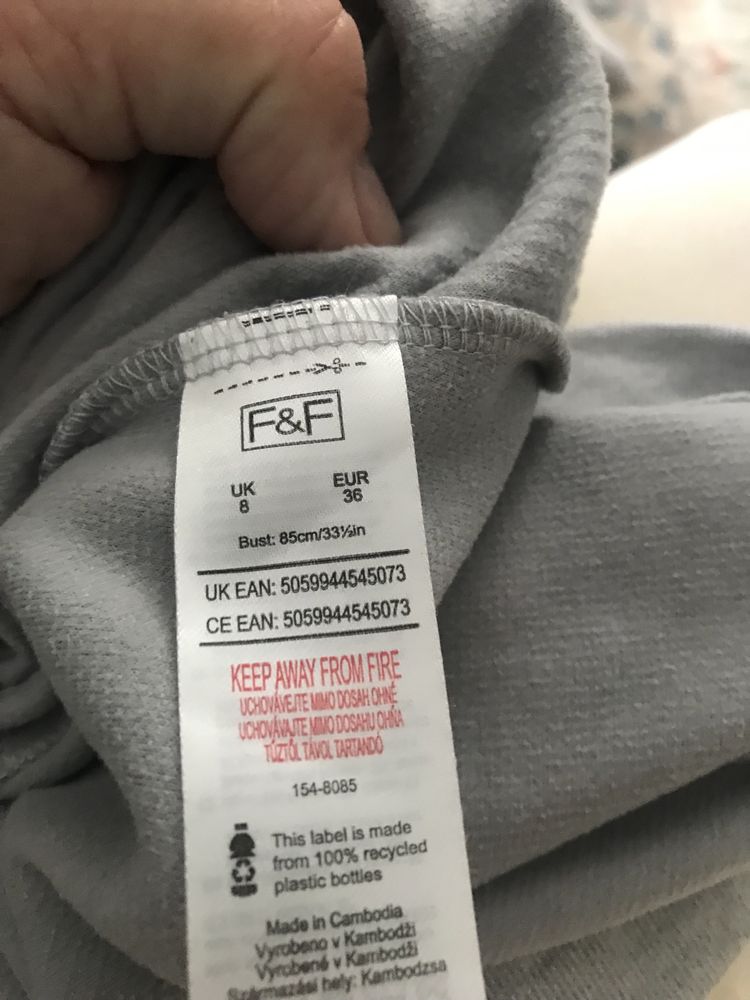 F&F
UK EUR
8 36
Bust: 85cm/33½in
UK EAN: 5059944545073
CE EAN: 5059944545073
KEEP AWAY FROM FIRE
UCHOVÁVEJTE MIMO DOSAH OHNĚ
UCHOVÁVAJTE MIMO DOSAHU OHŇA
TŰZTŐL TÁVOL TARTANDÓ
154-8085
This label is made
from 100% recycled
plastic bottles
Made in Cambodia
Vyrobeno v Kambodži
Vyrobené v Kambodži
Származási hely: Kambodzsa